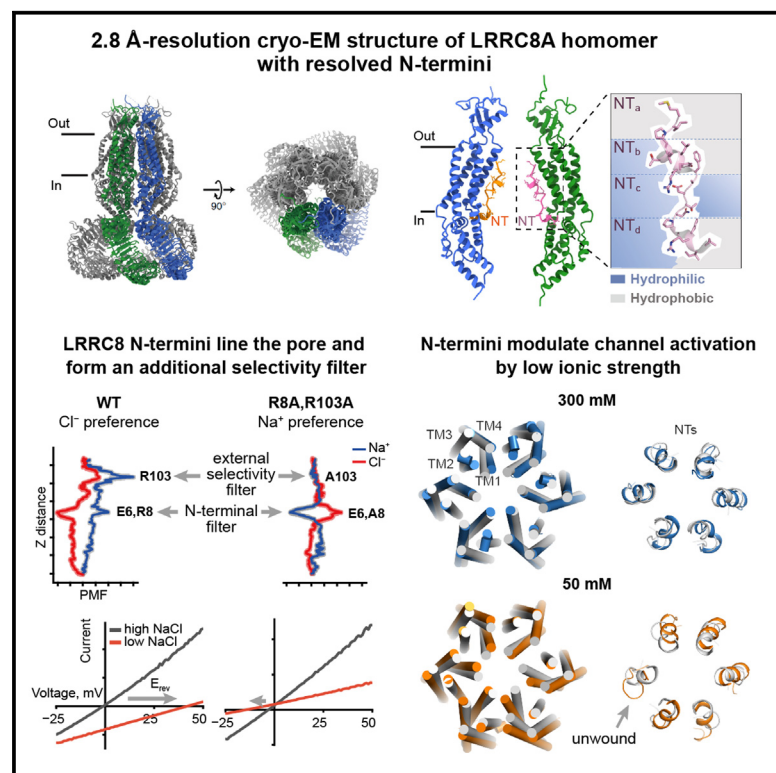 2.8 Å-resolution cryo-EM structure of LRRC8A homomer
with resolved N-termini
Out
In
90°
Out
In
NT
NT
NTa
NTb
NTc
NTd
Hydrophilic
Hydrophobic
LRRC8 N-termini line the pore and
form an additional selectivity filter
WT
Cl⁻ preference
R8A,R103A
Na⁺ preference
Na⁺
Cl⁻
external
selectivity
filter
R103
A103
E6,R8
N-terminal
filter
E6,A8
Z distance
PMF
high NaCl
low NaCl
Current
Voltage, mV
Erev
−25
25
50
−25
25
50
N-termini modulate channel activation
by low ionic strength
300 mM
TM3
TM4
TM2
TM1
NTs
50 mM
unwound